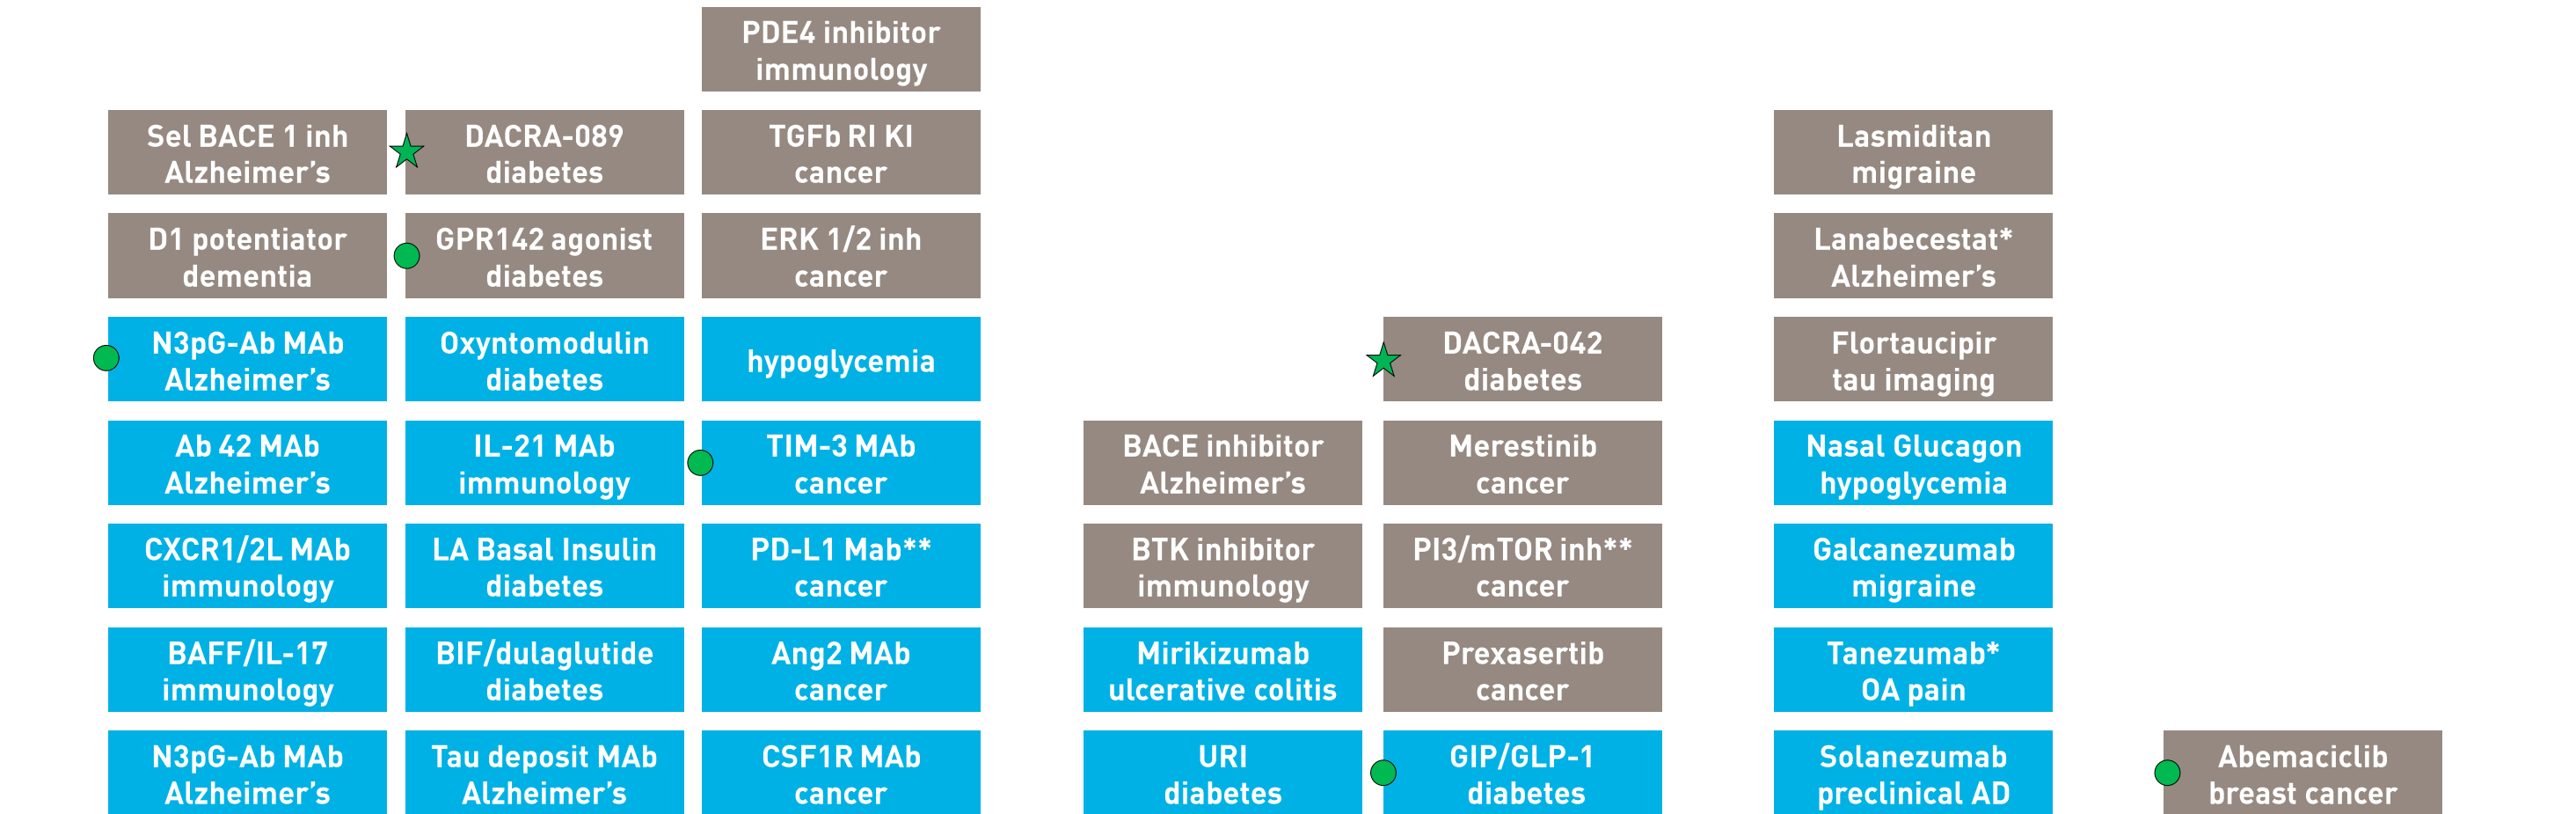 PDE4 inhibitor
immunology
Sel BACE 1 inh
Alzheimer’s
DACRA-089
diabetes
TGFb RI KI
cancer
Lasmiditan
migraine
D1 potentiator
dementia
GPR142 agonist
diabetes
ERK 1/2 inh
cancer
Lanabecestat*
Alzheimer’s
N3pG-Ab MAb
Alzheimer’s
Oxyntomodulin
diabetes
hypoglycemia
DACRA-042
diabetes
Flortaucipir
tau imaging
Ab 42 MAb
Alzheimer’s
IL-21 MAb
immunology
TIM-3 MAb
cancer
BACE inhibitor
Alzheimer’s
Merestinib
cancer
Nasal Glucagon
hypoglycemia
CXCR1/2L MAb
immunology
LA Basal Insulin
diabetes
PD-L1 Mab**
cancer
BTK inhibitor
immunology
PI3/mTOR inh**
cancer
Galcanezumab
migraine
BAFF/IL-17
immunology
BIF/dulaglutide
diabetes
Ang2 MAb
cancer
Mirikizumab
ulcerative colitis
Prexasertib
cancer
Tanezumab*
OA pain
N3pG-Ab MAb
Alzheimer’s
Tau deposit MAb
Alzheimer’s
CSF1R MAb
cancer
URI
diabetes
GIP/GLP-1
diabetes
Solanezumab
preclinical AD
Abemaciclib
breast cancer